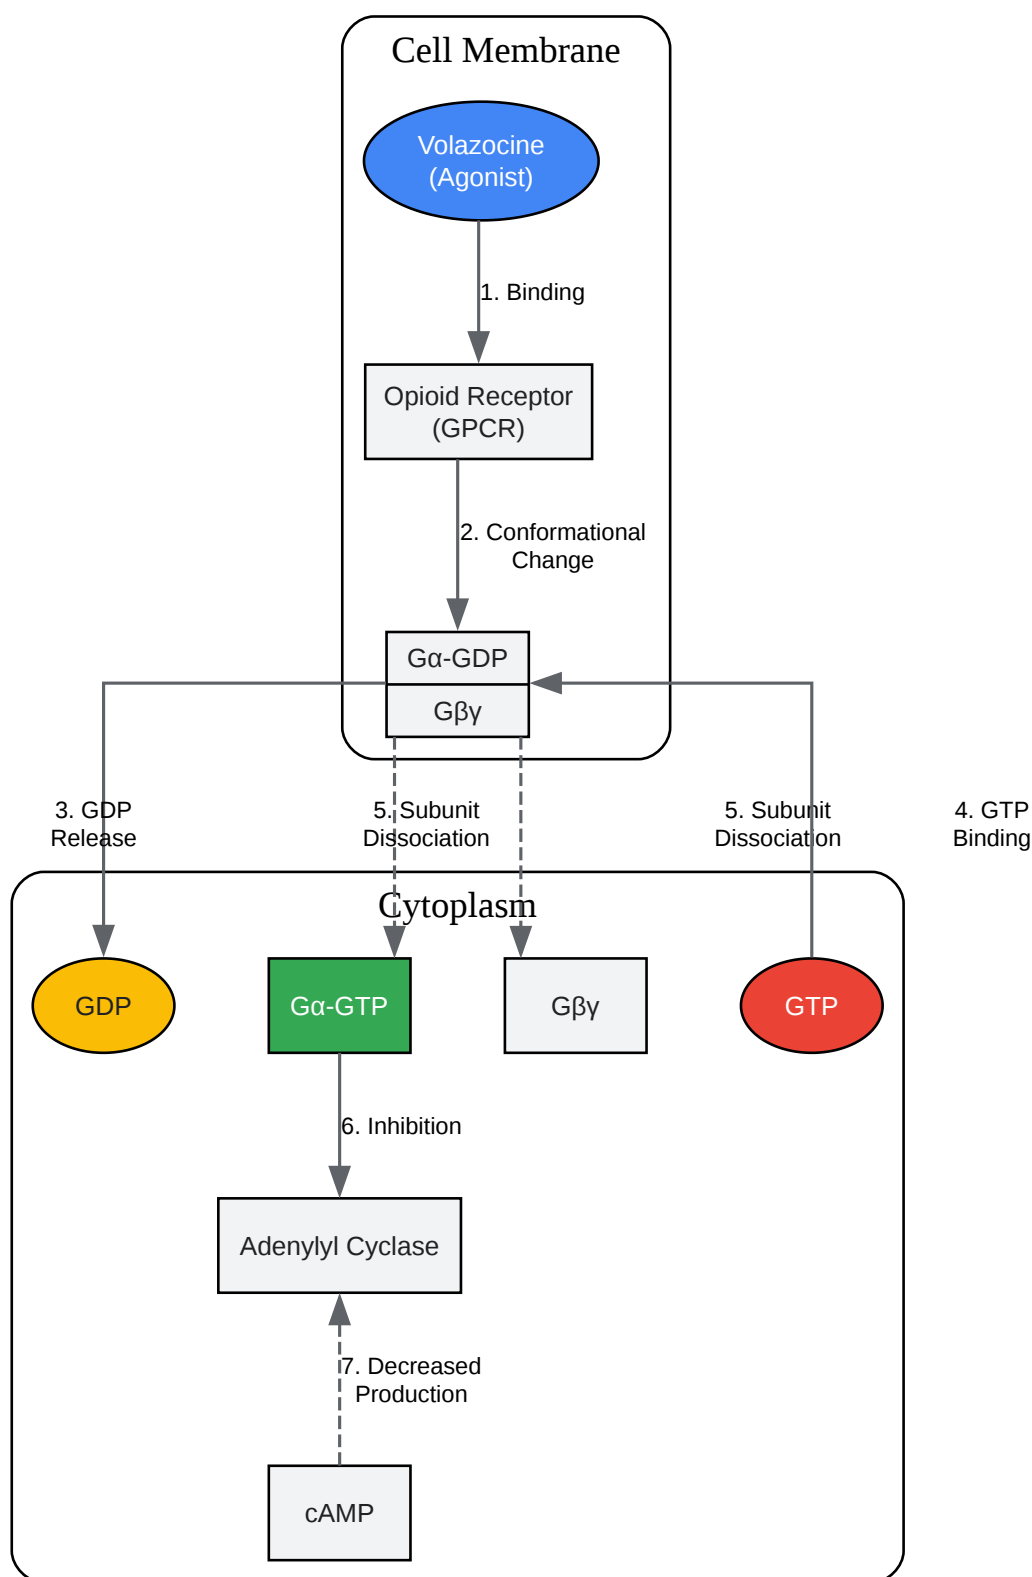 Cell Membrane
Volazocine
(Agonist)
1. Binding
Opioid Receptor
(GPCR)
2. Conformational
Change
Gα-GDP
Gβγ
3. GDP
Release
5. Subunit
Dissociation
5. Subunit
Dissociation
4. GTP
Binding
Cytoplasm
GDP
Gα-GTP
Gβγ
GTP
6. Inhibition
Adenylyl Cyclase
7. Decreased
Production
cAMP